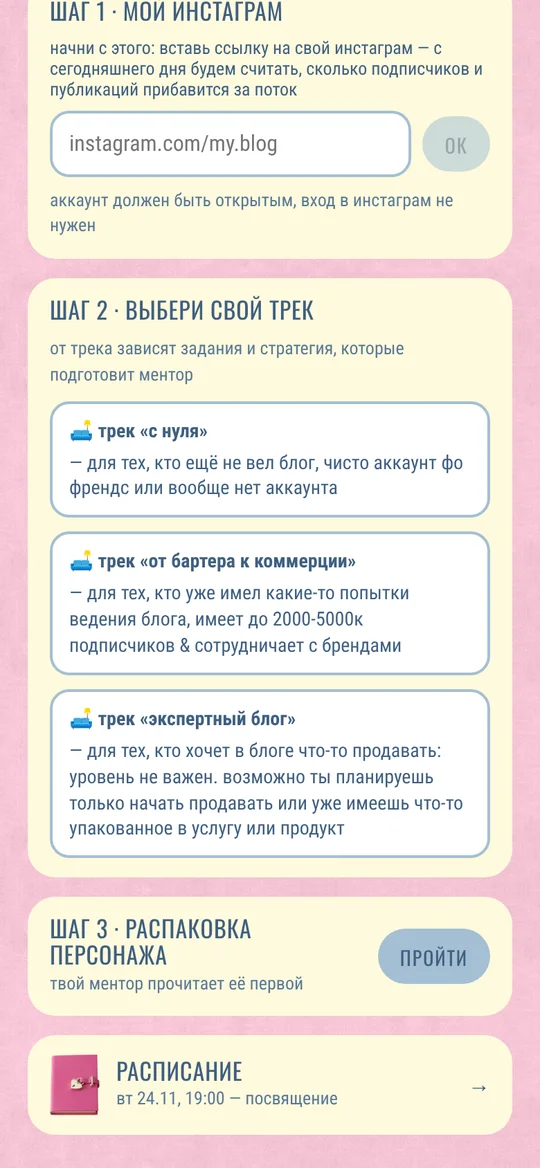 ШАГ 1 · МОЙ ИНСТАГРАМ
начни с этого: вставь ссылку на свой инстаграм — с
сегодняшнего дня будем считать, сколько подписчиков и
публикаций прибавится за поток
instagram.com/my.blog
ОК
аккаунт должен быть открытым, вход в инстаграм не
нужен
ШАГ 2 · ВЫБЕРИ СВОЙ ТРЕК
от трека зависят задания и стратегия, которые
подготовит ментор
трек «с нуля»
— для тех, кто ещё не вел блог, чисто аккаунт фо
френдс или вообще нет аккаунта
трек «от бартера к коммерции»
— для тех, кто уже имел какие-то попытки
ведения блога, имеет до 2000-5000к
подписчиков & сотрудничает с брендами
трек «экспертный блог»
— для тех, кто хочет в блоге что-то продавать:
уровень не важен. возможно ты планируешь
только начать продавать или уже имеешь что-то
упакованное в услугу или продукт
ШАГ 3 · РАСПАКОВКА
ПЕРСОНАЖА
твой ментор прочитает её первой
ПРОЙТИ
РАСПИСАНИЕ
вт 24.11, 19:00 — посвящение
→